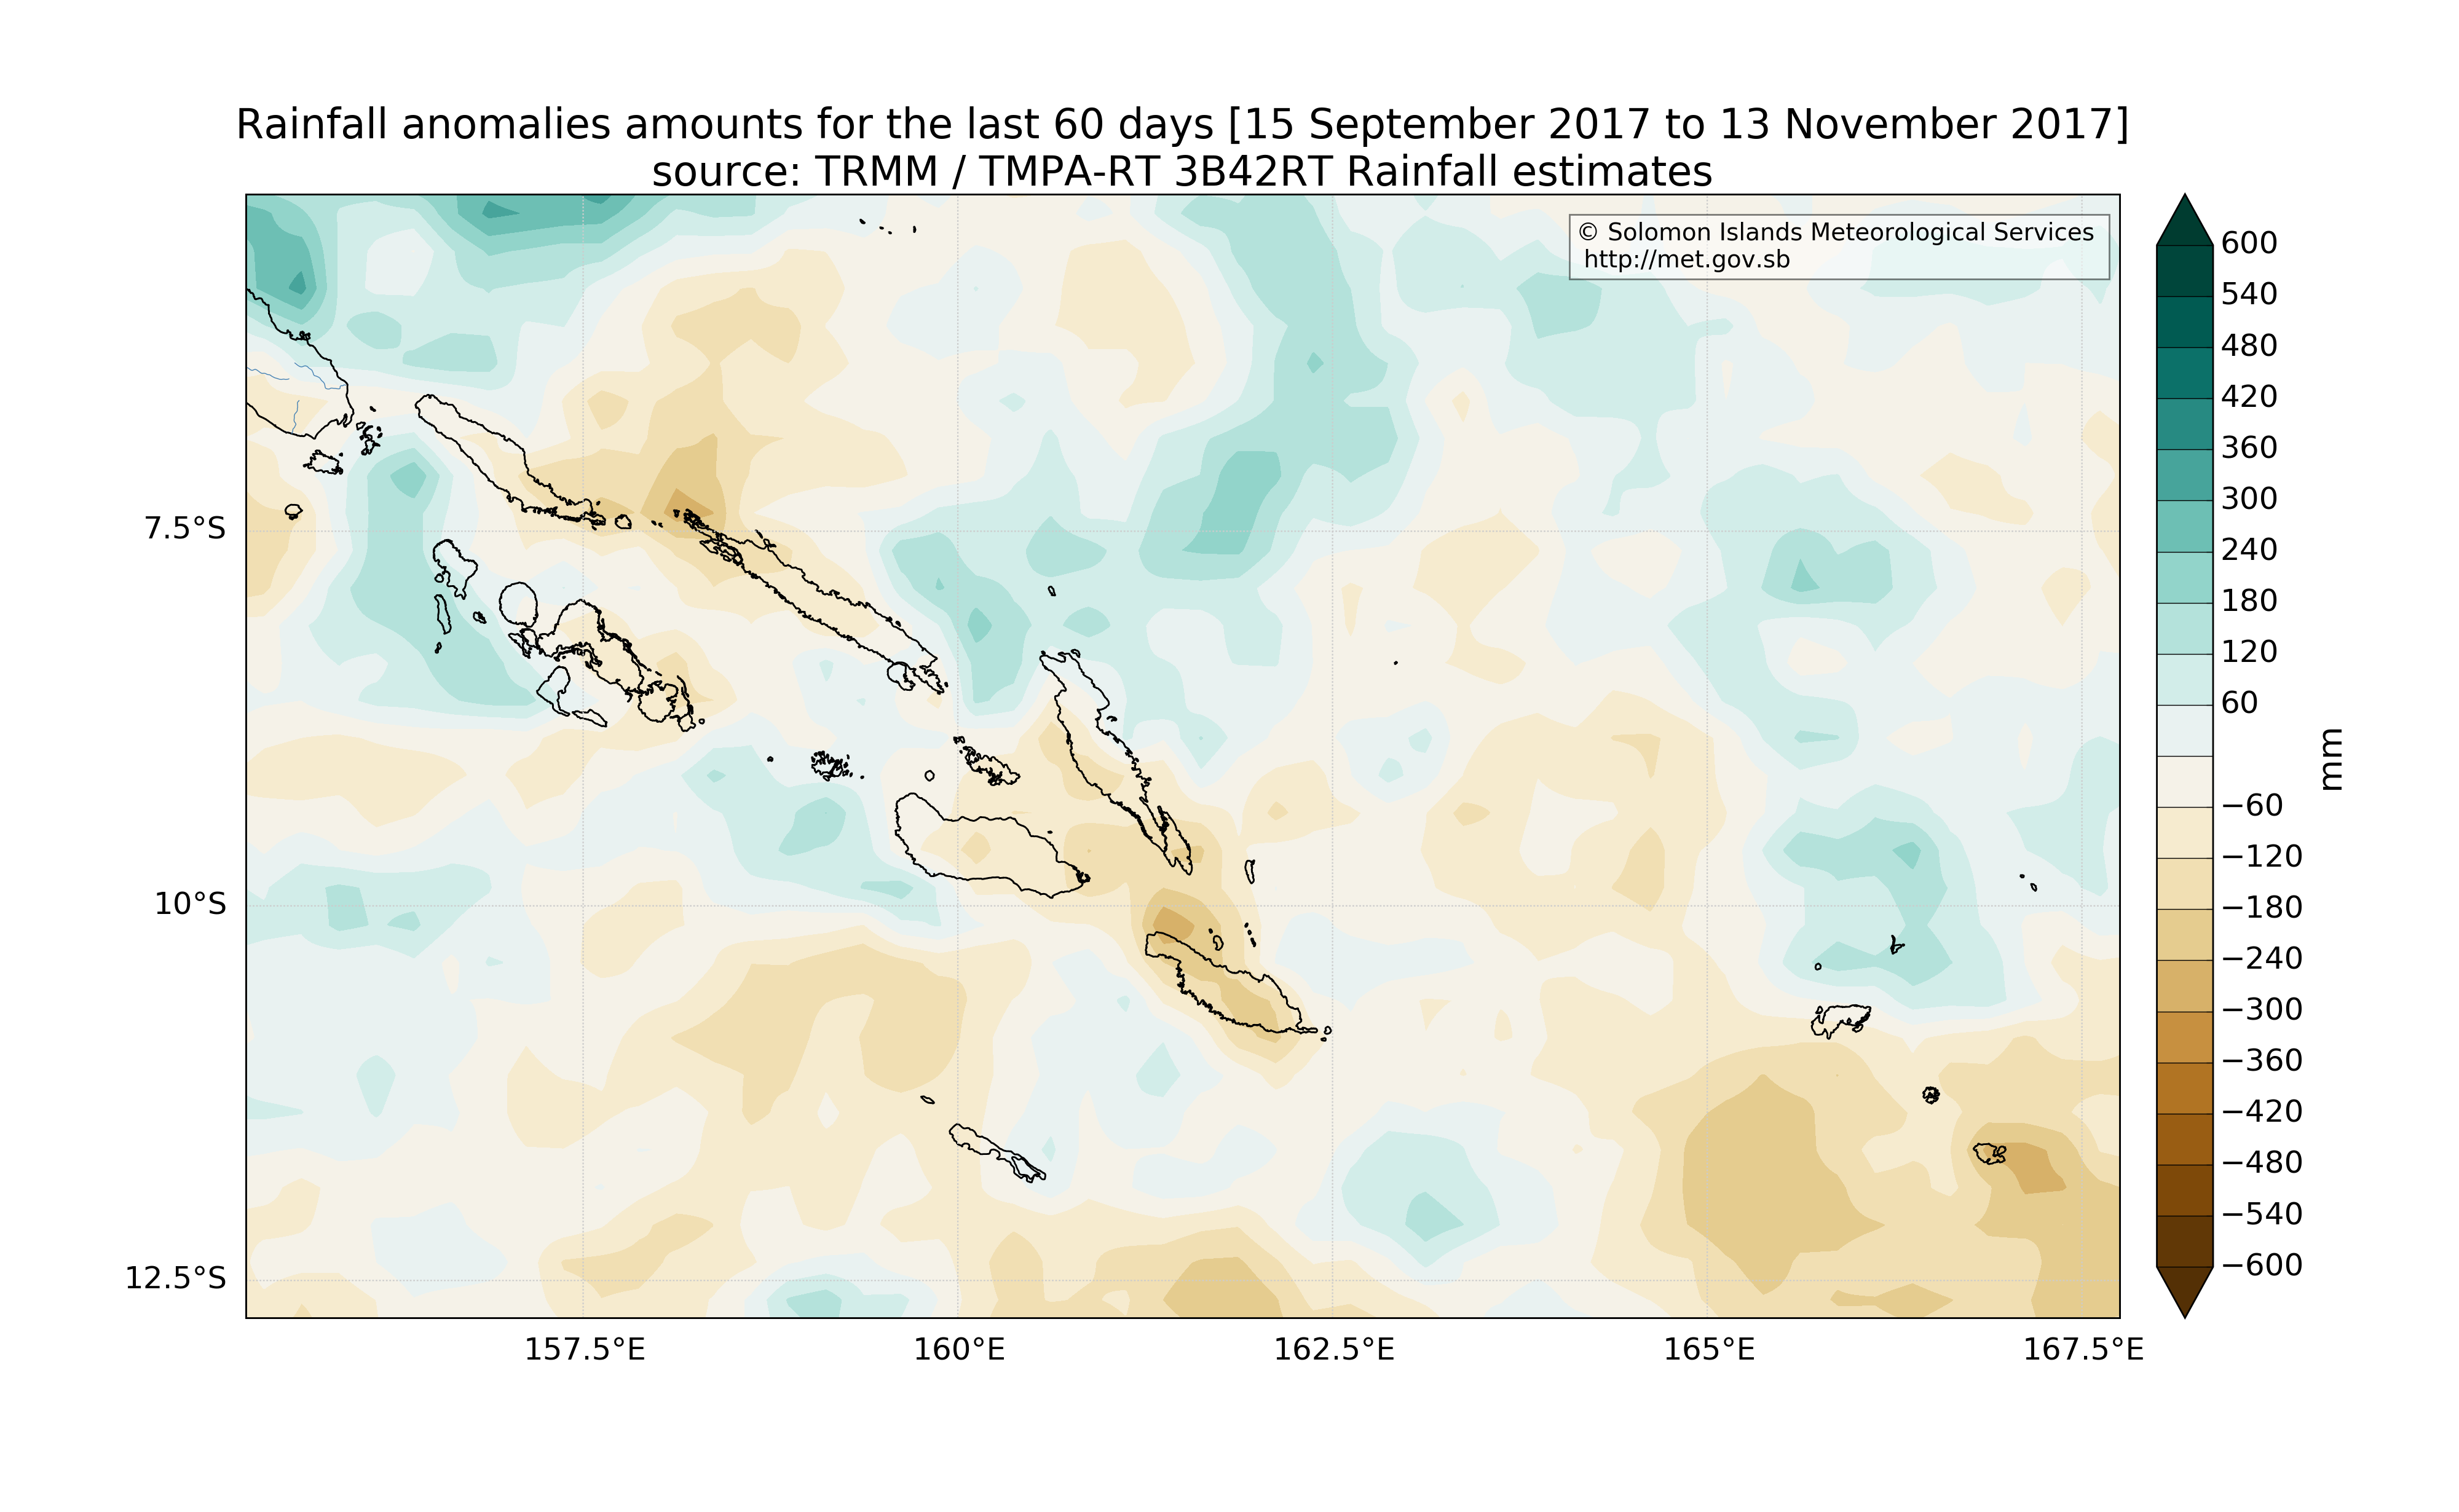 Rainfall anomalies amounts for the last 60 days [15 September 2017 to 13 November 2017]
source: TRMM / TMPA-RT 3B42RT Rainfall estimates
© Solomon Islands Meteorological Services
http://met.gov.sb
7.5°S
10°S
12.5°S
157.5°E
160°E
162.5°E
165°E
167.5°E
600
540
480
420
360
300
240
180
120
60
−60
−120
−180
−240
−300
−360
−420
−480
−540
−600
mm